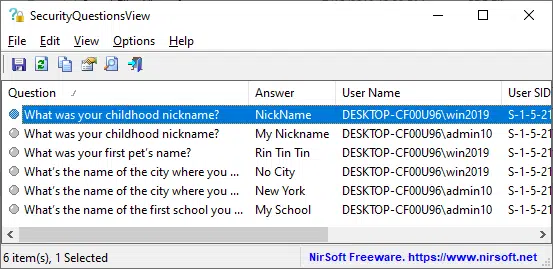 SecurityQuestionsView
File Edit View Options Help
Question Answer User Name User SID
What was your childhood nickname? NickName DESKTOP-CF00U96\win2019 S-1-5-21
What was your childhood nickname? My Nickname DESKTOP-CF00U96\admin10 S-1-5-21
What was your first pet's name? Rin Tin Tin DESKTOP-CF00U96\win2019 S-1-5-21
What's the name of the city where you ... No City DESKTOP-CF00U96\win2019 S-1-5-21
What's the name of the city where you ... New York DESKTOP-CF00U96\admin10 S-1-5-21
What's the name of the first school you ... My School DESKTOP-CF00U96\admin10 S-1-5-21
6 item(s), 1 Selected NirSoft Freeware. https://www.nirsoft.net